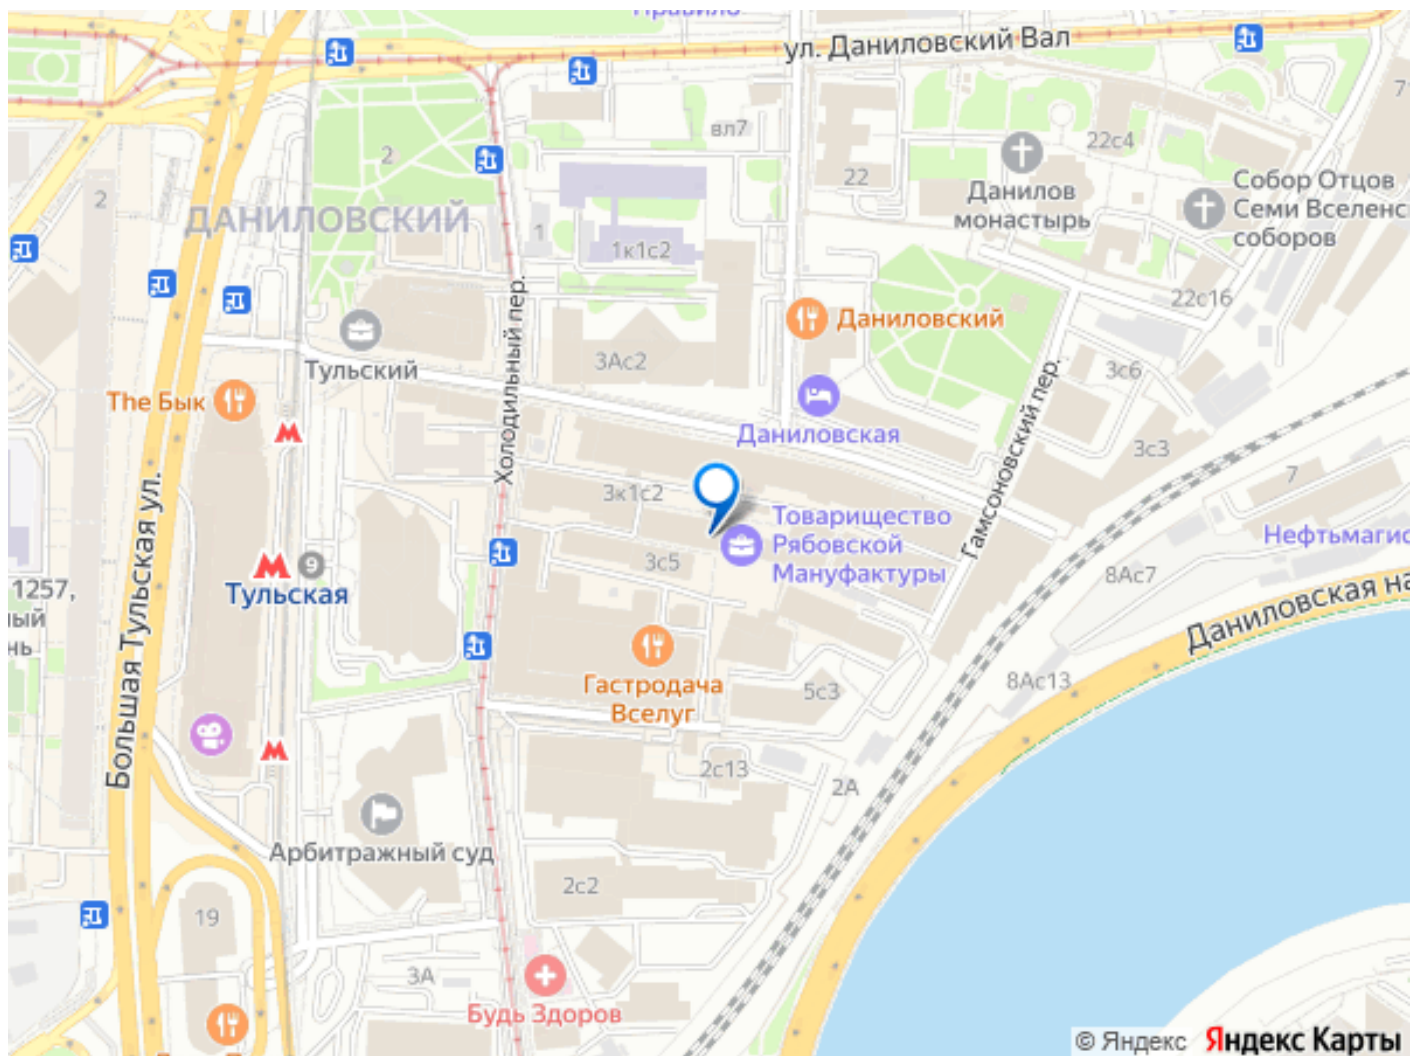 Правило
ул. Даниловский Вал
вл7
22с4
2
22
2
Данилов
монастырь
Собор Отцов
Семи Вселенс
соборов
ДАНИЛОВСКИЙ
1
1к1с2
22с16
Даниловский
Тульский
3Ас2
3с6
The Бык
Холодильный пер.
Даниловская
Гамсоновский пер.
3с3
3к1с2
7
Товарищество
Рябовской
Мануфактуры
Нефтьмагис
3с5
8Ас7
9
Тульская
1257,
Большая Тульская ул.
Даниловская на
Гастродача
Вселуг
5с3
8Ас13
2с13
2А
Арбитражный суд
2с2
19
3А
Будь Здоров
© Яндекс Яндекс Карты